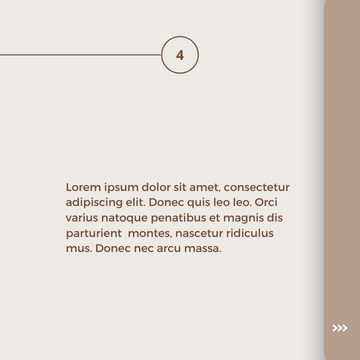 4
Lorem ipsum dolor sit amet, consectetur
adipiscing elit. Donec quis leo leo. Orci
varius natoque penatibus et magnis dis
parturient  montes, nascetur ridiculus
mus. Donec nec arcu massa.